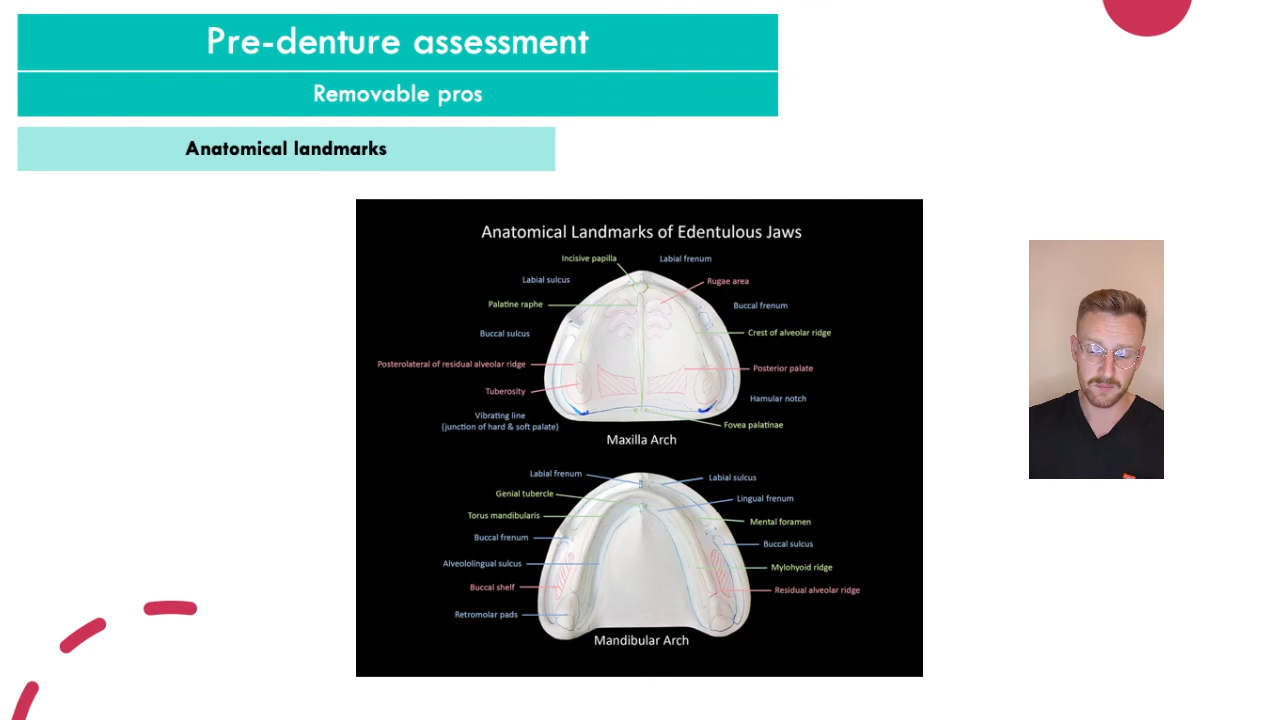 Pre-denture assessment
Removable pros
Anatomical landmarks
Anatomical Landmarks of Edentulous Jaws
Incisive papilla
Labial frenum
Labial sulcus
Rugae area
Palatine raphe
Buccal frenum
Buccal sulcus
Crest of alveolar ridge
Posterolateral of residual alveolar ridge
Posterior palate
Tuberosity
Hamular notch
Vibrating line
(junction of hard & soft palate)
Fovea palatinae
Maxilla Arch
Labial frenum
Labial sulcus
Genial tubercle
Lingual frenum
Torus mandibularis
Mental foramen
Buccal frenum
Buccal sulcus
Alveololingual sulcus
Mylohyoid ridge
Buccal shelf
Residual alveolar ridge
Retromolar pads
Mandibular Arch